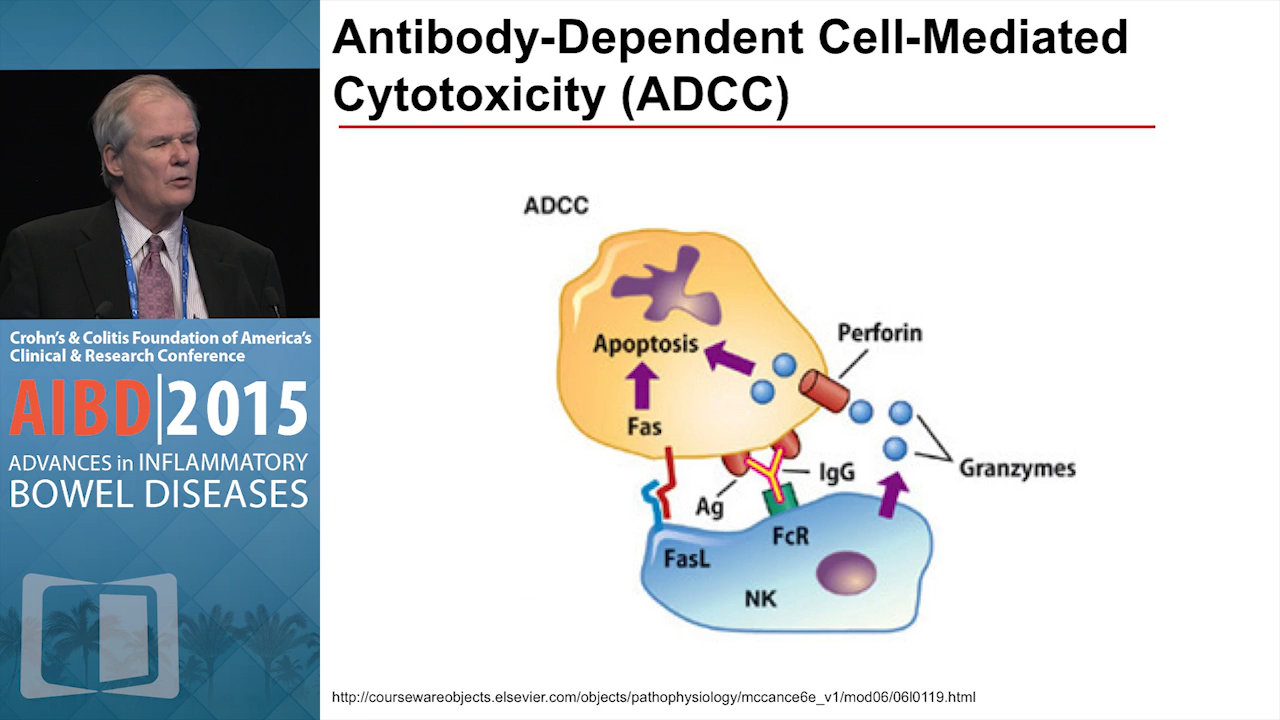 Antibody-Dependent Cell-Mediated
Cytotoxicity (ADCC)
ADCC
Perforin
Apoptosis
Fas
IgG
Granzymes
Ag
FcR
FasL
NK
http://coursewareobjects.elsevier.com/objects/pathophysiology/mccance6e_v1/mod06/06l0119.html
Crohn's & Colitis Foundation of America's
Clinical & Research Conference
AIBD|2015
ADVANCES in INFLAMMATORY
BOWEL DISEASES